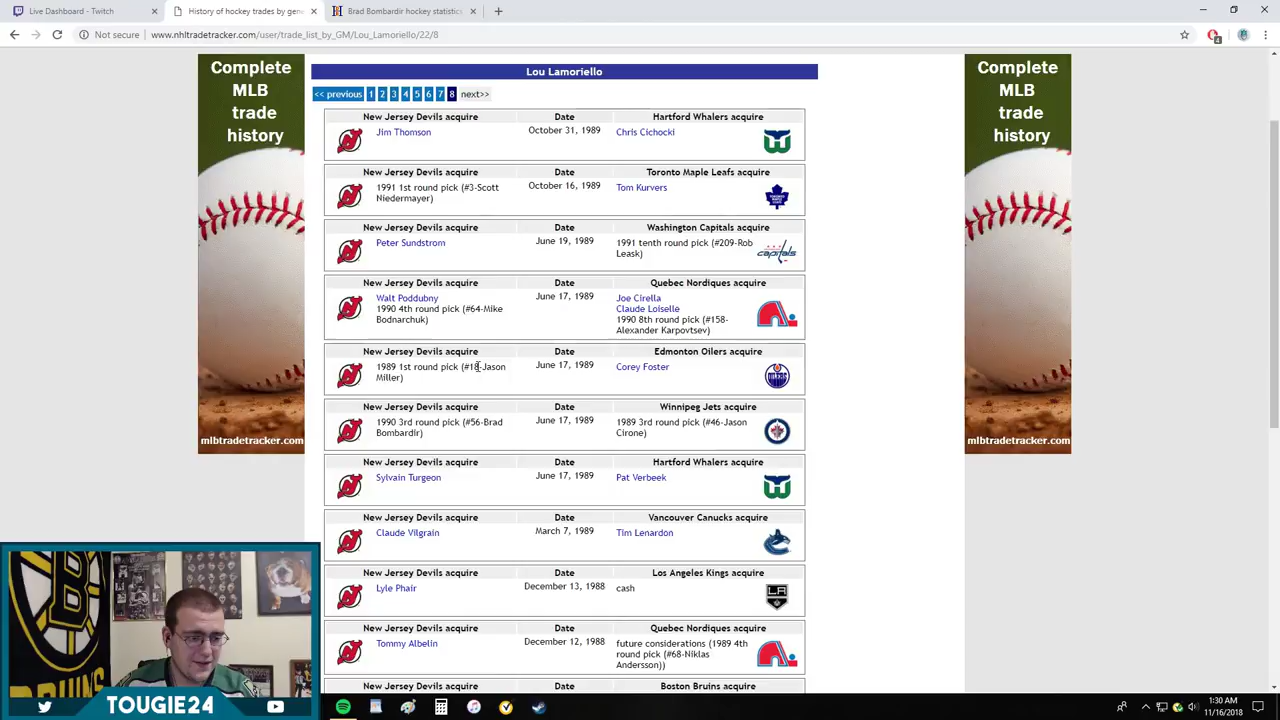 Live Dashboard - Twitch
History of hockey trades by gene
Brad Bombardir hockey statistics
Not secure
www.nhltradetracker.com/user/trade_list_by_GM/Lou_Lamoriello/22/8
Complete
MLB
trade
history
mlbtradetracker.com
Lou Lamoriello
<< previous 1 2 3 4 5 6 7 8 next>>
New Jersey Devils acquire Date Hartford Whalers acquire
Jim Thomson October 31, 1989 Chris Cichocki
New Jersey Devils acquire Date Toronto Maple Leafs acquire
1991 1st round pick (#3-Scott October 16, 1989 Tom Kurvers
Niedermayer)
New Jersey Devils acquire Date Washington Capitals acquire
Peter Sundstrom June 19, 1989 1991 tenth round pick (#209-Rob
Leask)
capitals
New Jersey Devils acquire Date Quebec Nordiques acquire
Walt Poddubny June 17, 1989 Joe Cirella
1990 4th round pick (#64-Mike Claude Loiselle
Bodnarchuk) 1990 8th round pick (#158-
Alexander Karpovtsev)
New Jersey Devils acquire Date Edmonton Oilers acquire
1989 1st round pick (#18-Jason June 17, 1989 Corey Foster
Miller)
OILERS
New Jersey Devils acquire Date Winnipeg Jets acquire
1990 3rd round pick (#56-Brad June 17, 1989 1989 3rd round pick (#46-Jason
Bombardir) Cirone)
New Jersey Devils acquire Date Hartford Whalers acquire
Sylvain Turgeon June 17, 1989 Pat Verbeek
New Jersey Devils acquire Date Vancouver Canucks acquire
Claude Vilgrain March 7, 1989 Tim Lenardon
New Jersey Devils acquire Date Los Angeles Kings acquire
Lyle Phair December 13, 1988 cash
LA
New Jersey Devils acquire Date Quebec Nordiques acquire
Tommy Albelin December 12, 1988 future considerations (1989 4th
round pick (#68-Niklas
Andersson))
New Jersey Devils acquire Date Boston Bruins acquire
Complete
MLB
trade
history
mlbtradetracker.com
B
BRUINS
TOUGIE24
1:30 AM
11/16/2018